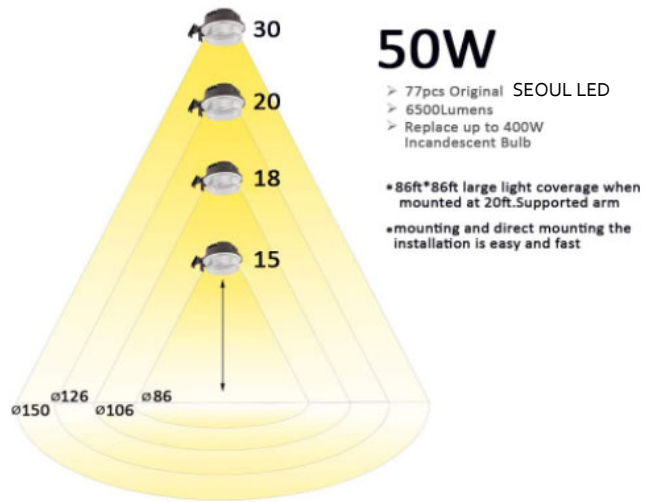 30
20
18
15
ø86
ø126
ø106
ø150
50W
77pcs Original SEOUL LED
6500Lumens
Replace up to 400W
Incandescent Bulb
•86ft*86ft large light coverage when
mounted at 20ft.Supported arm
•mounting and direct mounting the
installation is easy and fast